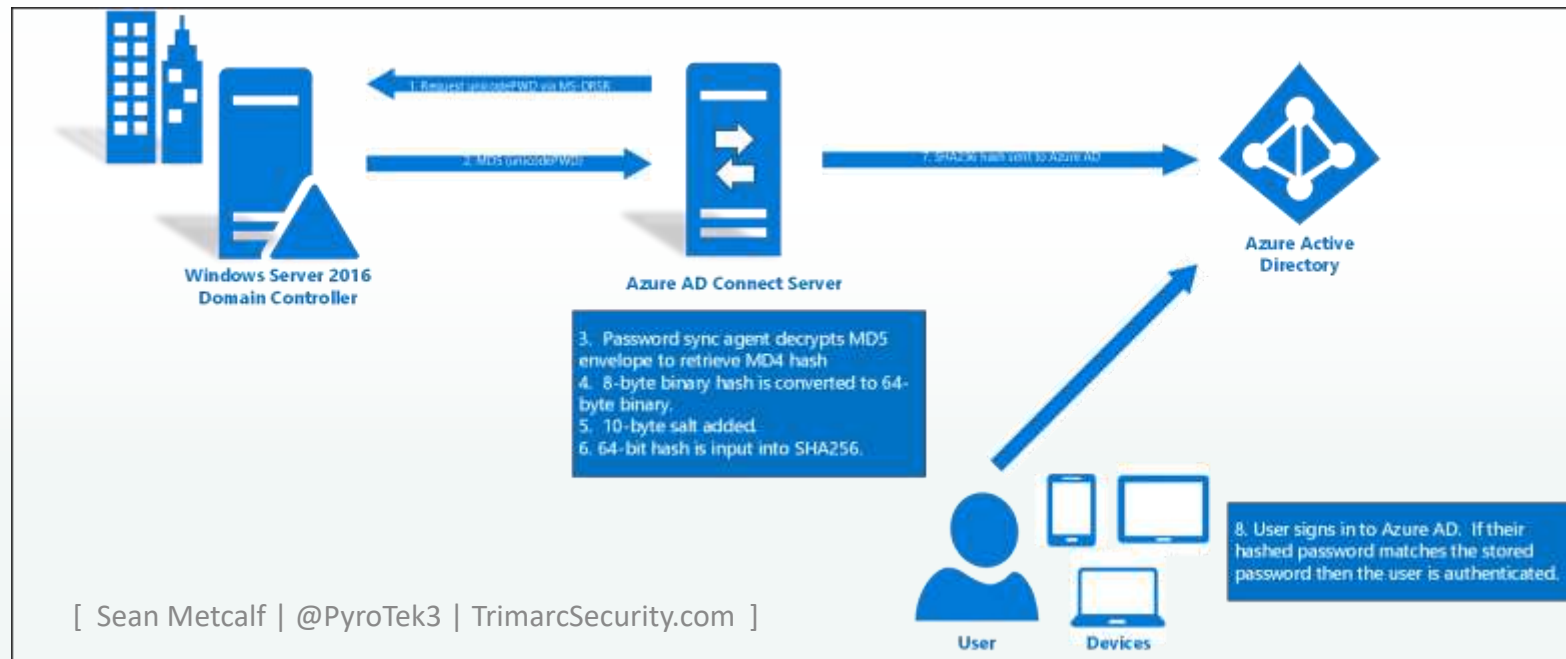 1. Request unicodePWD via MS-DRSR
2. MD5 (unicodePWD)
7. SHA256 hash sent to Azure AD
Windows Server 2016
Domain Controller
Azure AD Connect Server
Azure Active
Directory
3. Password sync agent decrypts MD5
envelope to retrieve MD4 hash
4. 8-byte binary hash is converted to 64-
byte binary.
5. 10-byte salt added.
6. 64-bit hash is input into SHA256.
8. User signs in to Azure AD. If their
hashed password matches the stored
password then the user is authenticated.
[ Sean Metcalf | @PyroTek3 | TrimarcSecurity.com ]
User
Devices